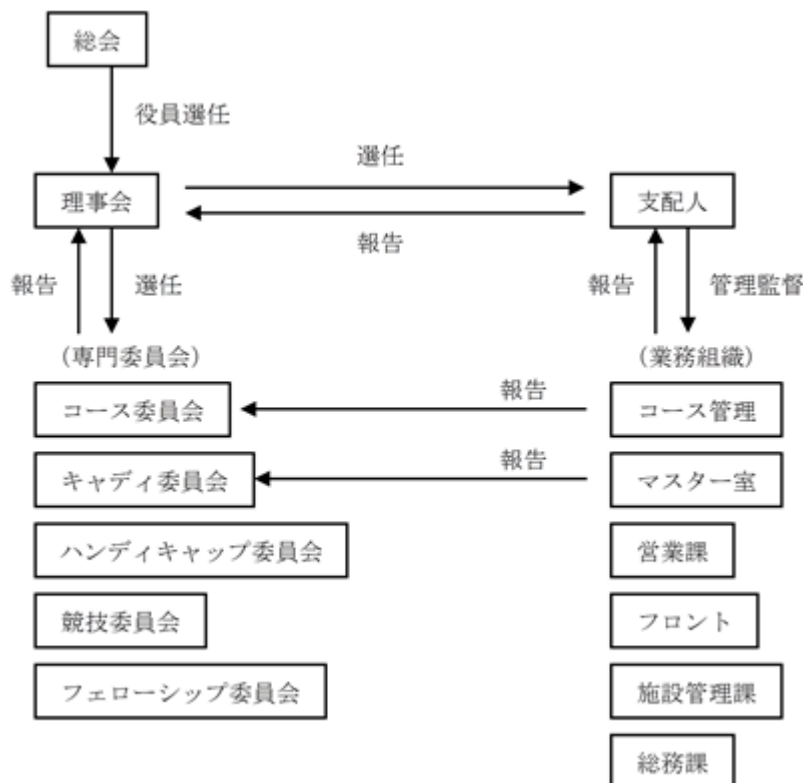 総会
役員選任
選任
理事会
支配人
報告
報告
選任
報告
管理監督
(専門委員会)
(業務組織)
コース委員会
報告
コース管理
キャディ委員会
報告
マスター室
ハンディキャップ委員会
営業課
競技委員会
フロント
フェローシップ委員会
施設管理課
総務課